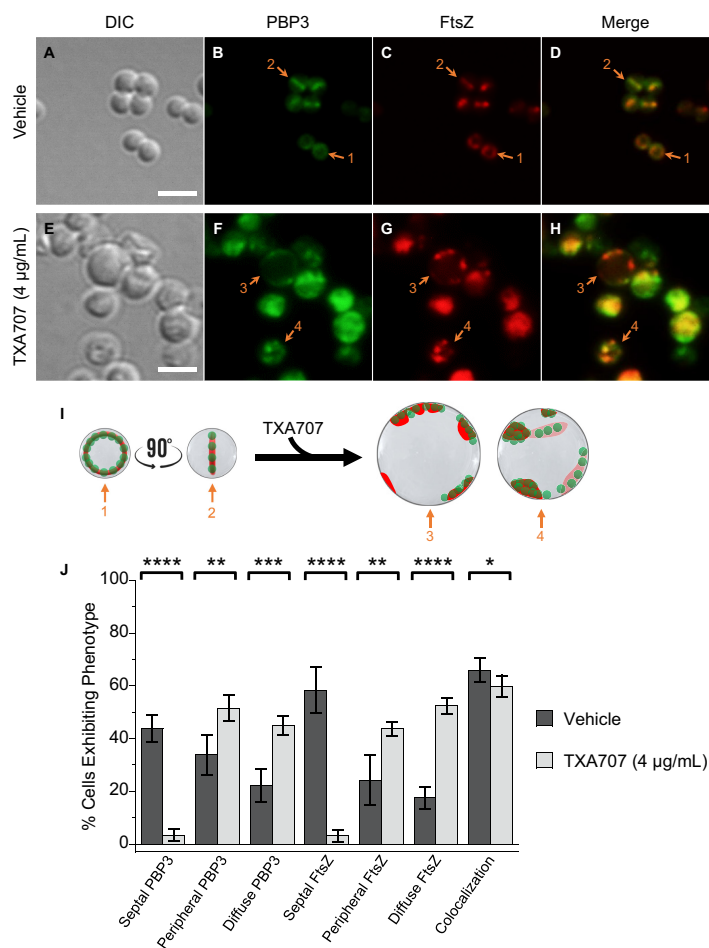 DIC PBP3 FtsZ Merge
Vehicle
A B C D
2 2
1 1 1
TXA707 (4 μg/mL)
E F G H
3 3 3
4 4 4
I
90° TXA707
1 2 3 4
J
**** ** *** **** ** **** *
% Cells Exhibiting Phenotype
100
80
60
40
20
0
Vehicle
TXA707 (4 μg/mL)
Septal PBP3
Peripheral PBP3
Diffuse PBP3
Septal FtsZ
Peripheral FtsZ
Diffuse FtsZ
Colocalization